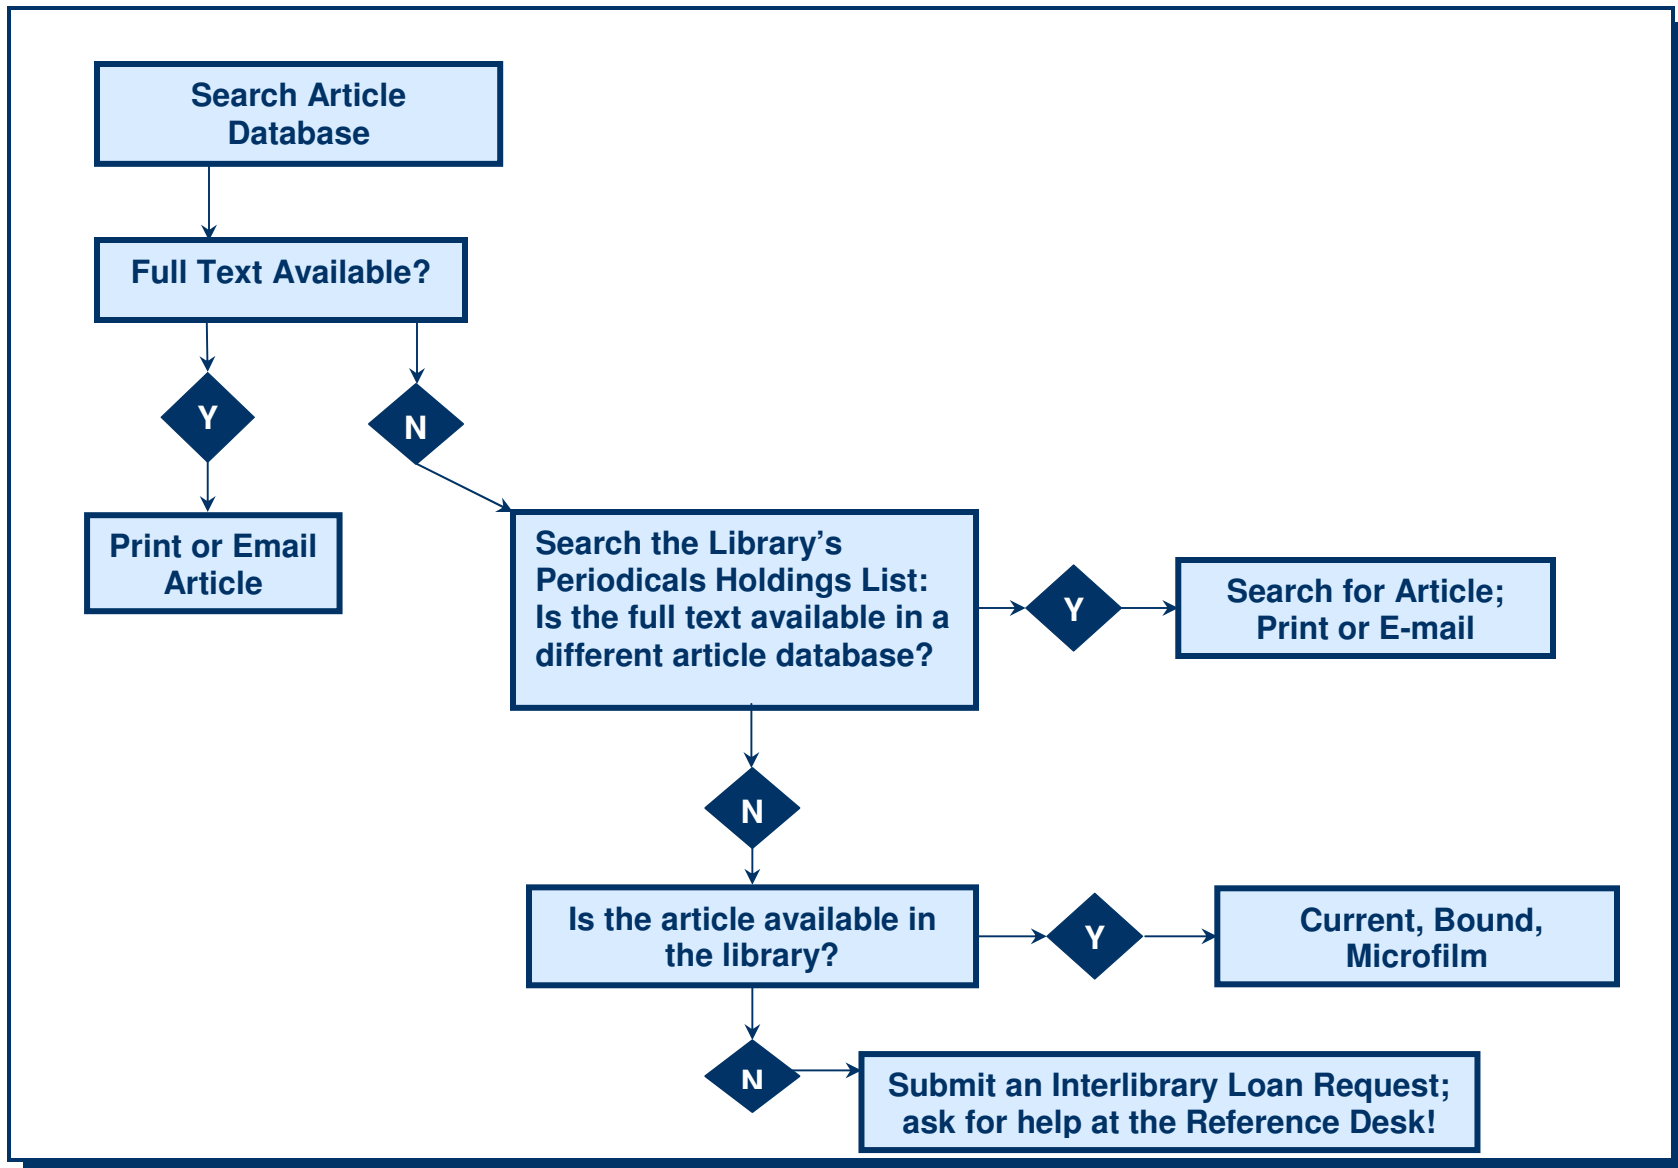 Search Article
Database
Full Text Available?
Y
N
Print or Email
Article
Search the Library’s
Periodicals Holdings List:
Is the full text available in a
different article database?
Y
Search for Article;
Print or E-mail
N
Is the article available in
the library?
Y
Current, Bound,
Microfilm
N
Submit an Interlibrary Loan Request;
ask for help at the Reference Desk!